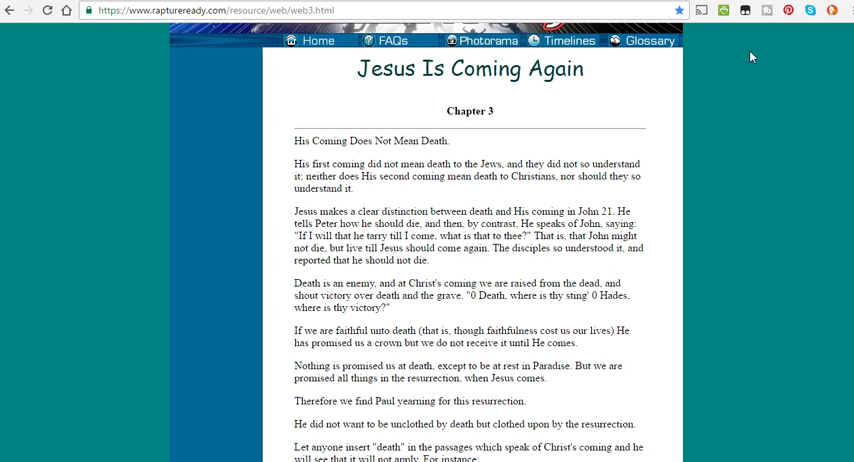 https://www.raptureready.com/resource/web/web3.html
Home FAQs Photorama Timelines Glossary
Jesus Is Coming Again
Chapter 3
His Coming Does Not Mean Death.
His first coming did not mean death to the Jews, and they did not so understand
it; neither does His second coming mean death to Christians, nor should they so
understand it.
Jesus makes a clear distinction between death and His coming in John 21. He
tells Peter how he should die, and then, by contrast, He speaks of John, saying:
"If I will that he tarry till I come, what is that to thee?" That is, that John might
not die, but live till Jesus should come again. The disciples so understood it, and
reported that he should not die.
Death is an enemy, and at Christ's coming we are raised from the dead, and
shout victory over death and the grave. "0 Death, where is thy sting' 0 Hades,
where is thy victory?"
If we are faithful unto death (that is, though faithfulness cost us our lives) He
has promised us a crown but we do not receive it until He comes.
Nothing is promised us at death, except to be at rest in Paradise. But we are
promised all things in the resurrection, when Jesus comes.
Therefore we find Paul yearning for this resurrection.
He did not want to be unclothed by death but clothed upon by the resurrection.
Let anyone insert "death" in the passages which speak of Christ's coming and he
will see that it will not apply. For instance: